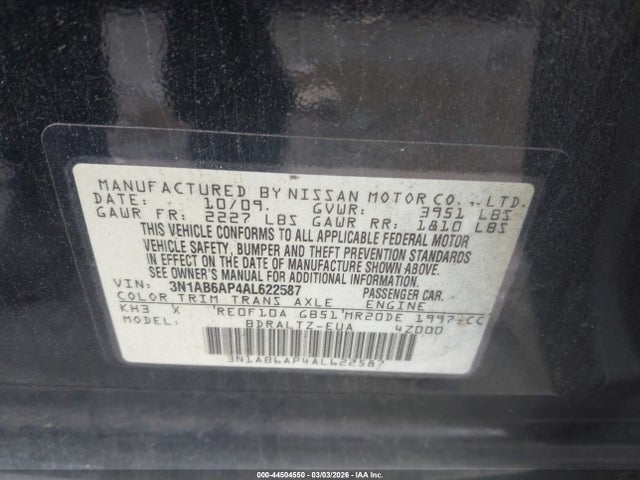 MANUFACTURED BY NISSAN MOTOR CO., LTD.
DATE: 10/09. GVWR: 3951 LBS
GAWR FR: 2227 LBS GAWR RR: 1810 LBS
THIS VEHICLE CONFORMS TO ALL APPLICABLE FEDERAL MOTOR
VEHICLE SAFETY, BUMPER AND THEFT PREVENTION STANDARDS
IN EFFECT ON THE DATE OF MANUFACTURE SHOWN ABOVE.
SEE OWNER'S MANUAL FOR ADDITIONAL INFORMATION.
VIN: 3N1AB6AP4AL622587 PASSENGER CAR.
COLOR TRIM TRANS AXLE ENGINE
KH3 X RE0F10A GB51 MR20DE 1997 CC
MODEL: BDRALTZ-EUA 4Z000
3N1AB6AP4AL622587
000-44504550 | 03/03/2026 - IAA Inc.